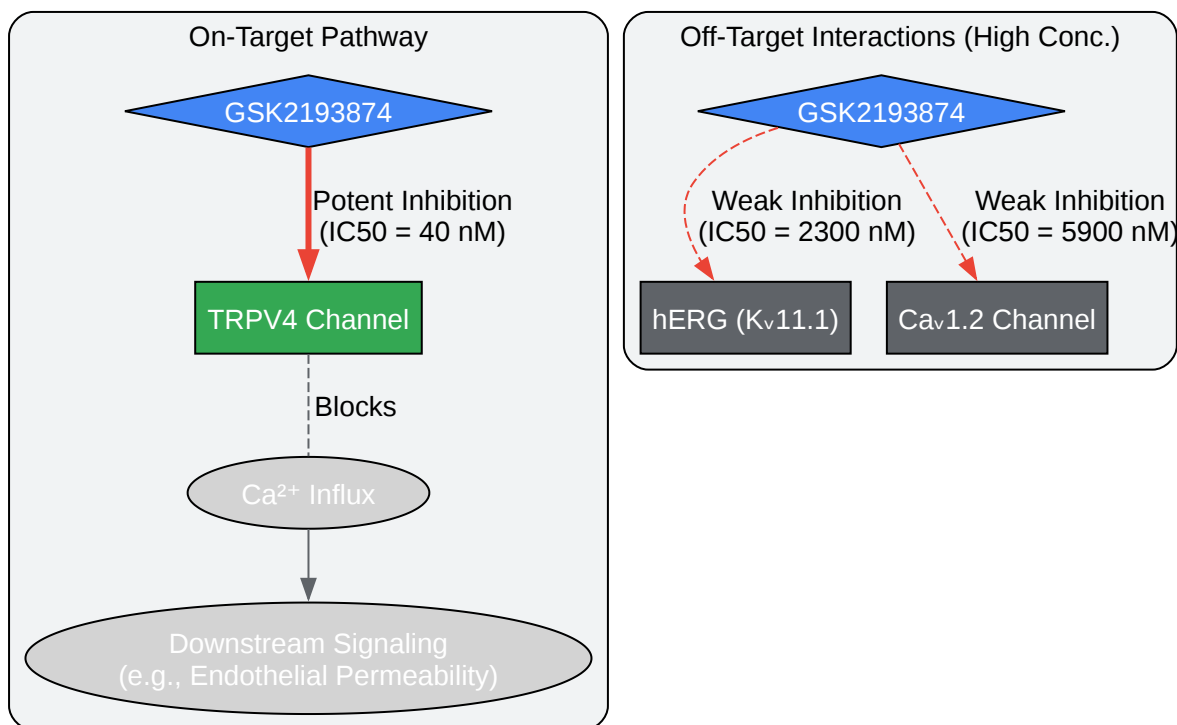 On-Target Pathway
GSK2193874
Potent Inhibition
(IC50 = 40 nM)
TRPV4 Channel
Blocks
Ca²⁺ Influx
Downstream Signaling
(e.g., Endothelial Permeability)
Off-Target Interactions (High Conc.)
GSK2193874
Weak Inhibition
(IC50 = 2300 nM)
Weak Inhibition
(IC50 = 5900 nM)
hERG (Kᵥ11.1)
Caᵥ1.2 Channel